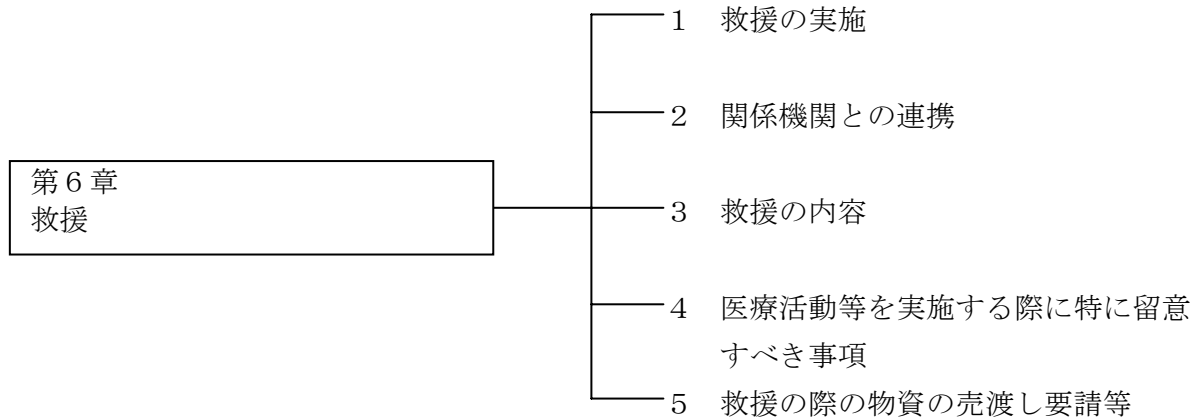 第６章
救援
１　救援の実施
２　関係機関との連携
３　救援の内容
４　医療活動等を実施する際に特に留意
すべき事項
５　救援の際の物資の売渡し要請等